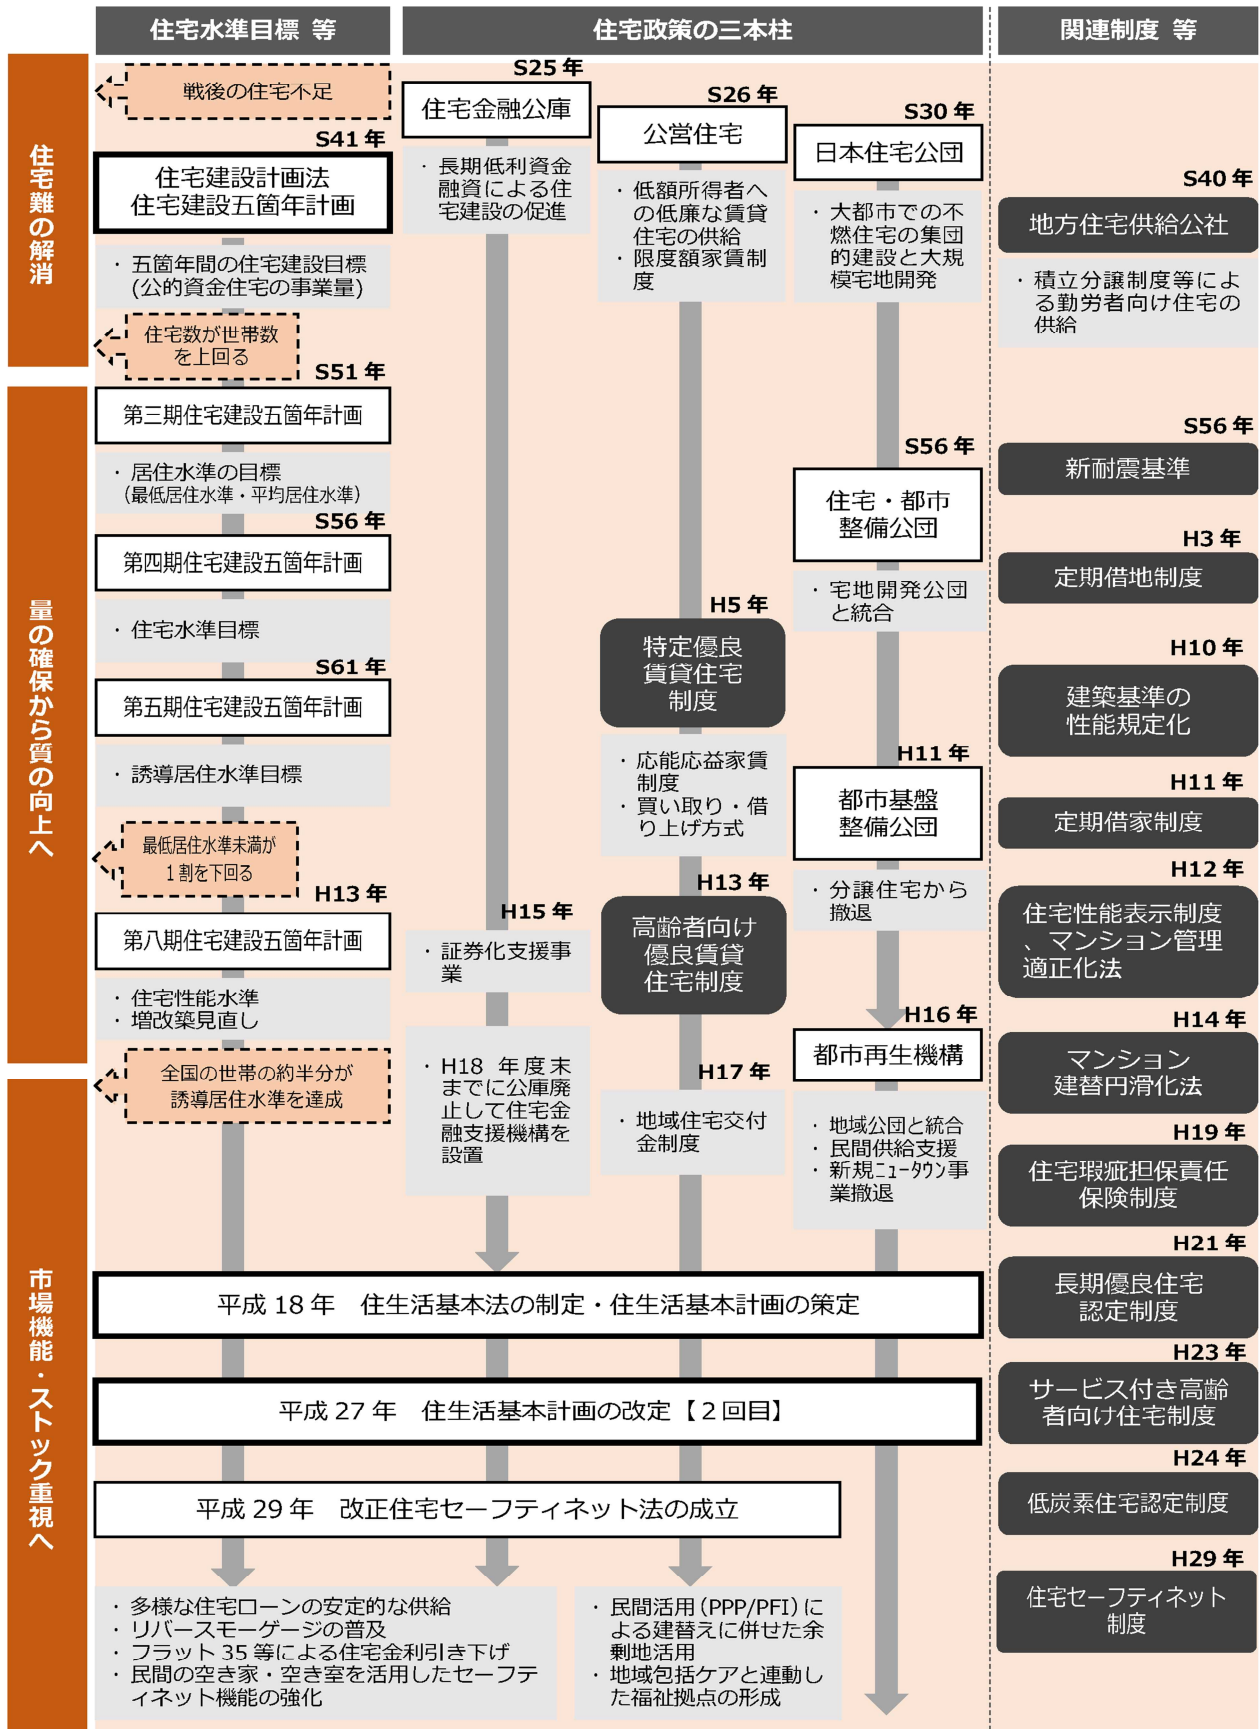 住宅水準目標 等
住宅政策の三本柱
関連制度 等
住宅難の解消
量の確保から質の向上へ
市場機能・ストック重視へ
戦後の住宅不足
S41 年
住宅建設計画法
住宅建設五箇年計画
・ 五箇年間の住宅建設目標
(公的資金住宅の事業量)
住宅数が世帯数
を上回る
S51 年
第三期住宅建設五箇年計画
・ 居住水準の目標
(最低居住水準・平均居住水準)
S56 年
第四期住宅建設五箇年計画
・ 住宅水準目標
S61 年
第五期住宅建設五箇年計画
・ 誘導居住水準目標
最低居住水準未満が
1割を下回る
H13 年
第八期住宅建設五箇年計画
・ 住宅性能水準
・ 増改築見直し
全国の世帯の約半分が
誘導居住水準を達成
S25 年
住宅金融公庫
・ 長期低利資金
融資による住
宅建設の促進
H15 年
・ 証券化支援事
業
・ H18 年度末
までに公庫廃
止して住宅金
融支援機構を
設置
S26 年
公営住宅
・ 低額所得者へ
の低廉な賃貸
住宅の供給
・ 限度額家賃制
度
H5 年
特定優良
賃貸住宅
制度
・ 応能応益家賃
制度
・ 買い取り・借
り上げ方式
H13 年
高齢者向け
優良賃貸
住宅制度
H17 年
・ 地域住宅交付
金制度
S30 年
日本住宅公団
・ 大都市での不
燃住宅の集団
的建設と大規
模宅地開発
S56 年
住宅・都市
整備公団
・ 宅地開発公団
と統合
H11 年
都市基盤
整備公団
・ 分譲住宅から
撤退
H16 年
都市再生機構
・ 地域公団と統合
・ 民間供給支援
・ 新規ニュータウン事
業撤退
平成 18 年　住生活基本法の制定・住生活基本計画の策定
平成 27 年　住生活基本計画の改定【２回目】
平成 29 年　改正住宅セーフティネット法の成立
・ 多様な住宅ローンの安定的な供給
・ リバースモーゲージの普及
・ フラット 35 等による住宅金利引き下げ
・ 民間の空き家・空き室を活用したセーフテ
ィネット機能の強化
・ 民間活用(PPP/PFI)に
よる建替えに併せた余
剰地活用
・ 地域包括ケアと連動し
た福祉拠点の形成
S40 年
地方住宅供給公社
・ 積立分譲制度等によ
る勤労者向け住宅の
供給
S56 年
新耐震基準
H3 年
定期借地制度
H10 年
建築基準の
性能規定化
H11 年
定期借家制度
H12 年
住宅性能表示制度
、マンション管理
適正化法
H14 年
マンション
建替円滑化法
H19 年
住宅瑕疵担保責任
保険制度
H21 年
長期優良住宅
認定制度
H23 年
サービス付き高齢
者向け住宅制度
H24 年
低炭素住宅認定制度
H29 年
住宅セーフティネット
制度